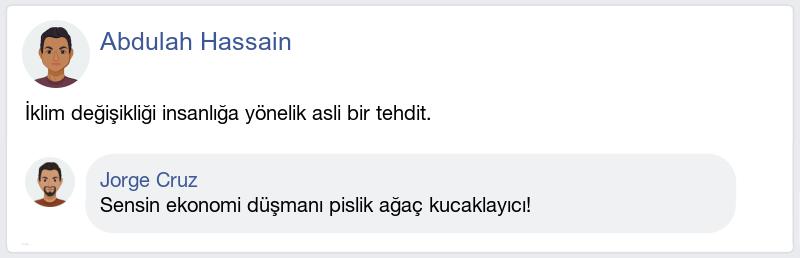 Abdulah Hassain
İklim değişikliği insanlığa yönelik asli bir tehdit.
Jorge Cruz
Sensin ekonomi düşmanı pislik ağaç kucaklayıcı!